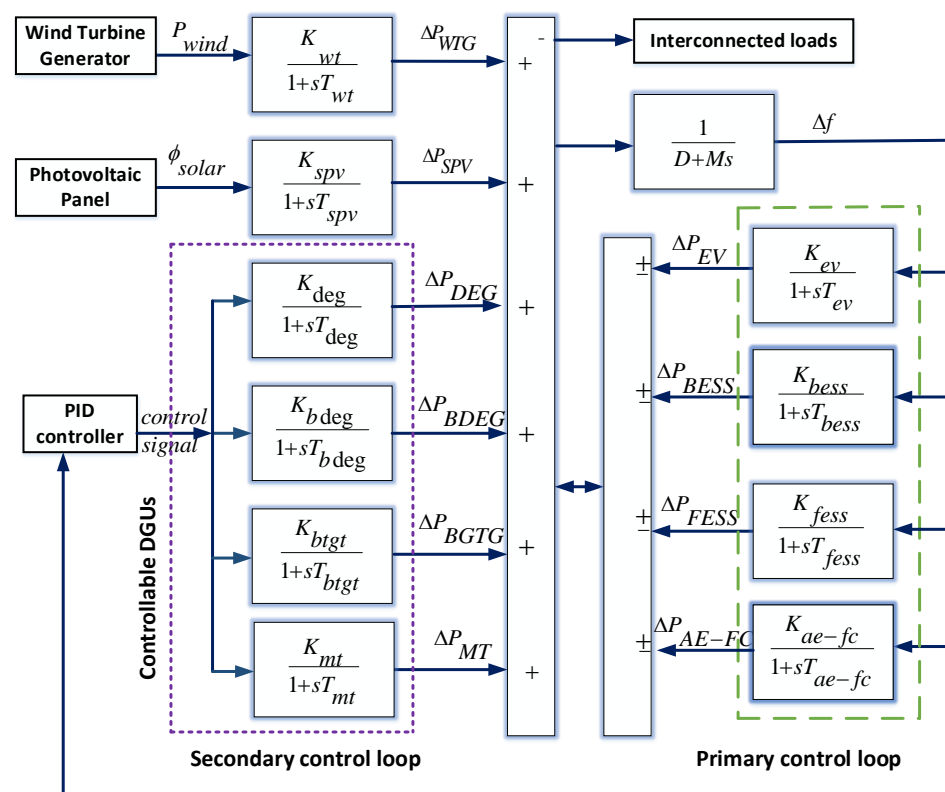 Wind Turbine
Generator
P_wind
K_wt
1+sT_wt
ΔP_WTG
-
+
Interconnected loads
Photovoltaic
Panel
ϕ_solar
K_spv
1+sT_spv
ΔP_SPV
+
1
D+Ms
Δf
Controllable DGUs
K_deg
1+sT_deg
ΔP_DEG
+
PID
controller
control
signal
K_bdeg
1+sT_bdeg
ΔP_BDEG
+
K_btgt
1+sT_btgt
ΔP_BGTG
+
K_mt
1+sT_mt
ΔP_MT
+
±
ΔP_EV
K_ev
1+sT_ev
±
ΔP_BESS
K_bess
1+sT_bess
±
ΔP_FESS
K_fess
1+sT_fess
±
ΔP_AE−FC
K_ae−fc
1+sT_ae−fc
Secondary control loop
Primary control loop